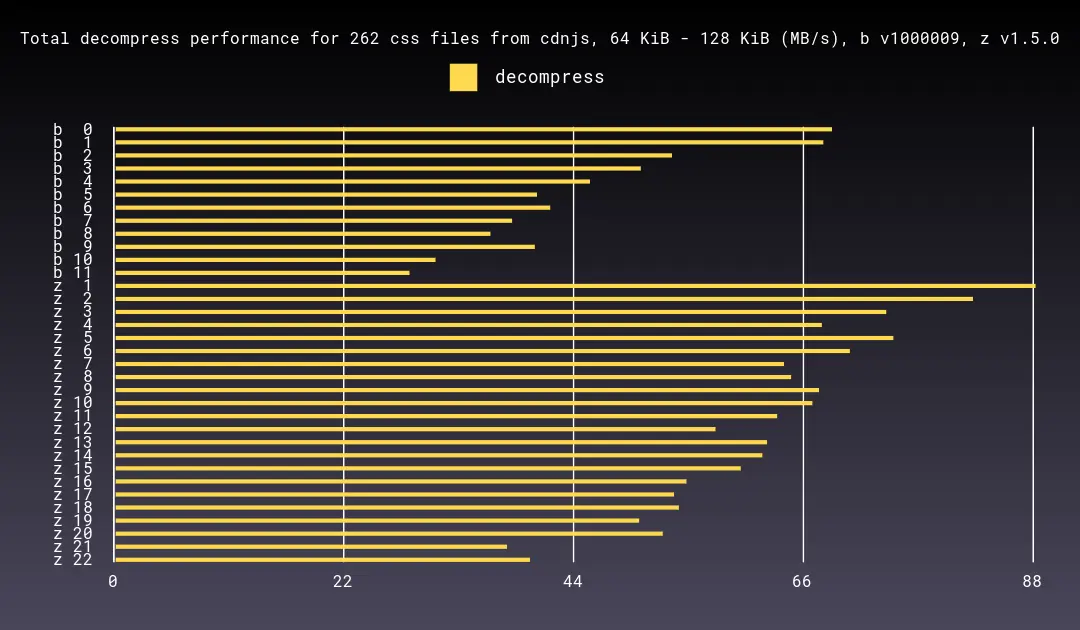 Total decompress performance for 262 css files from cdnjs, 64 KiB - 128 KiB (MB/s), b v1000009, z v1.5.0
decompress
b 0
b 1
b 2
b 3
b 4
b 5
b 6
b 7
b 8
b 9
b 10
b 11
z 1
z 2
z 3
z 4
z 5
z 6
z 7
z 8
z 9
z 10
z 11
z 12
z 13
z 14
z 15
z 16
z 17
z 18
z 19
z 20
z 21
z 22
0 22 44 66 88